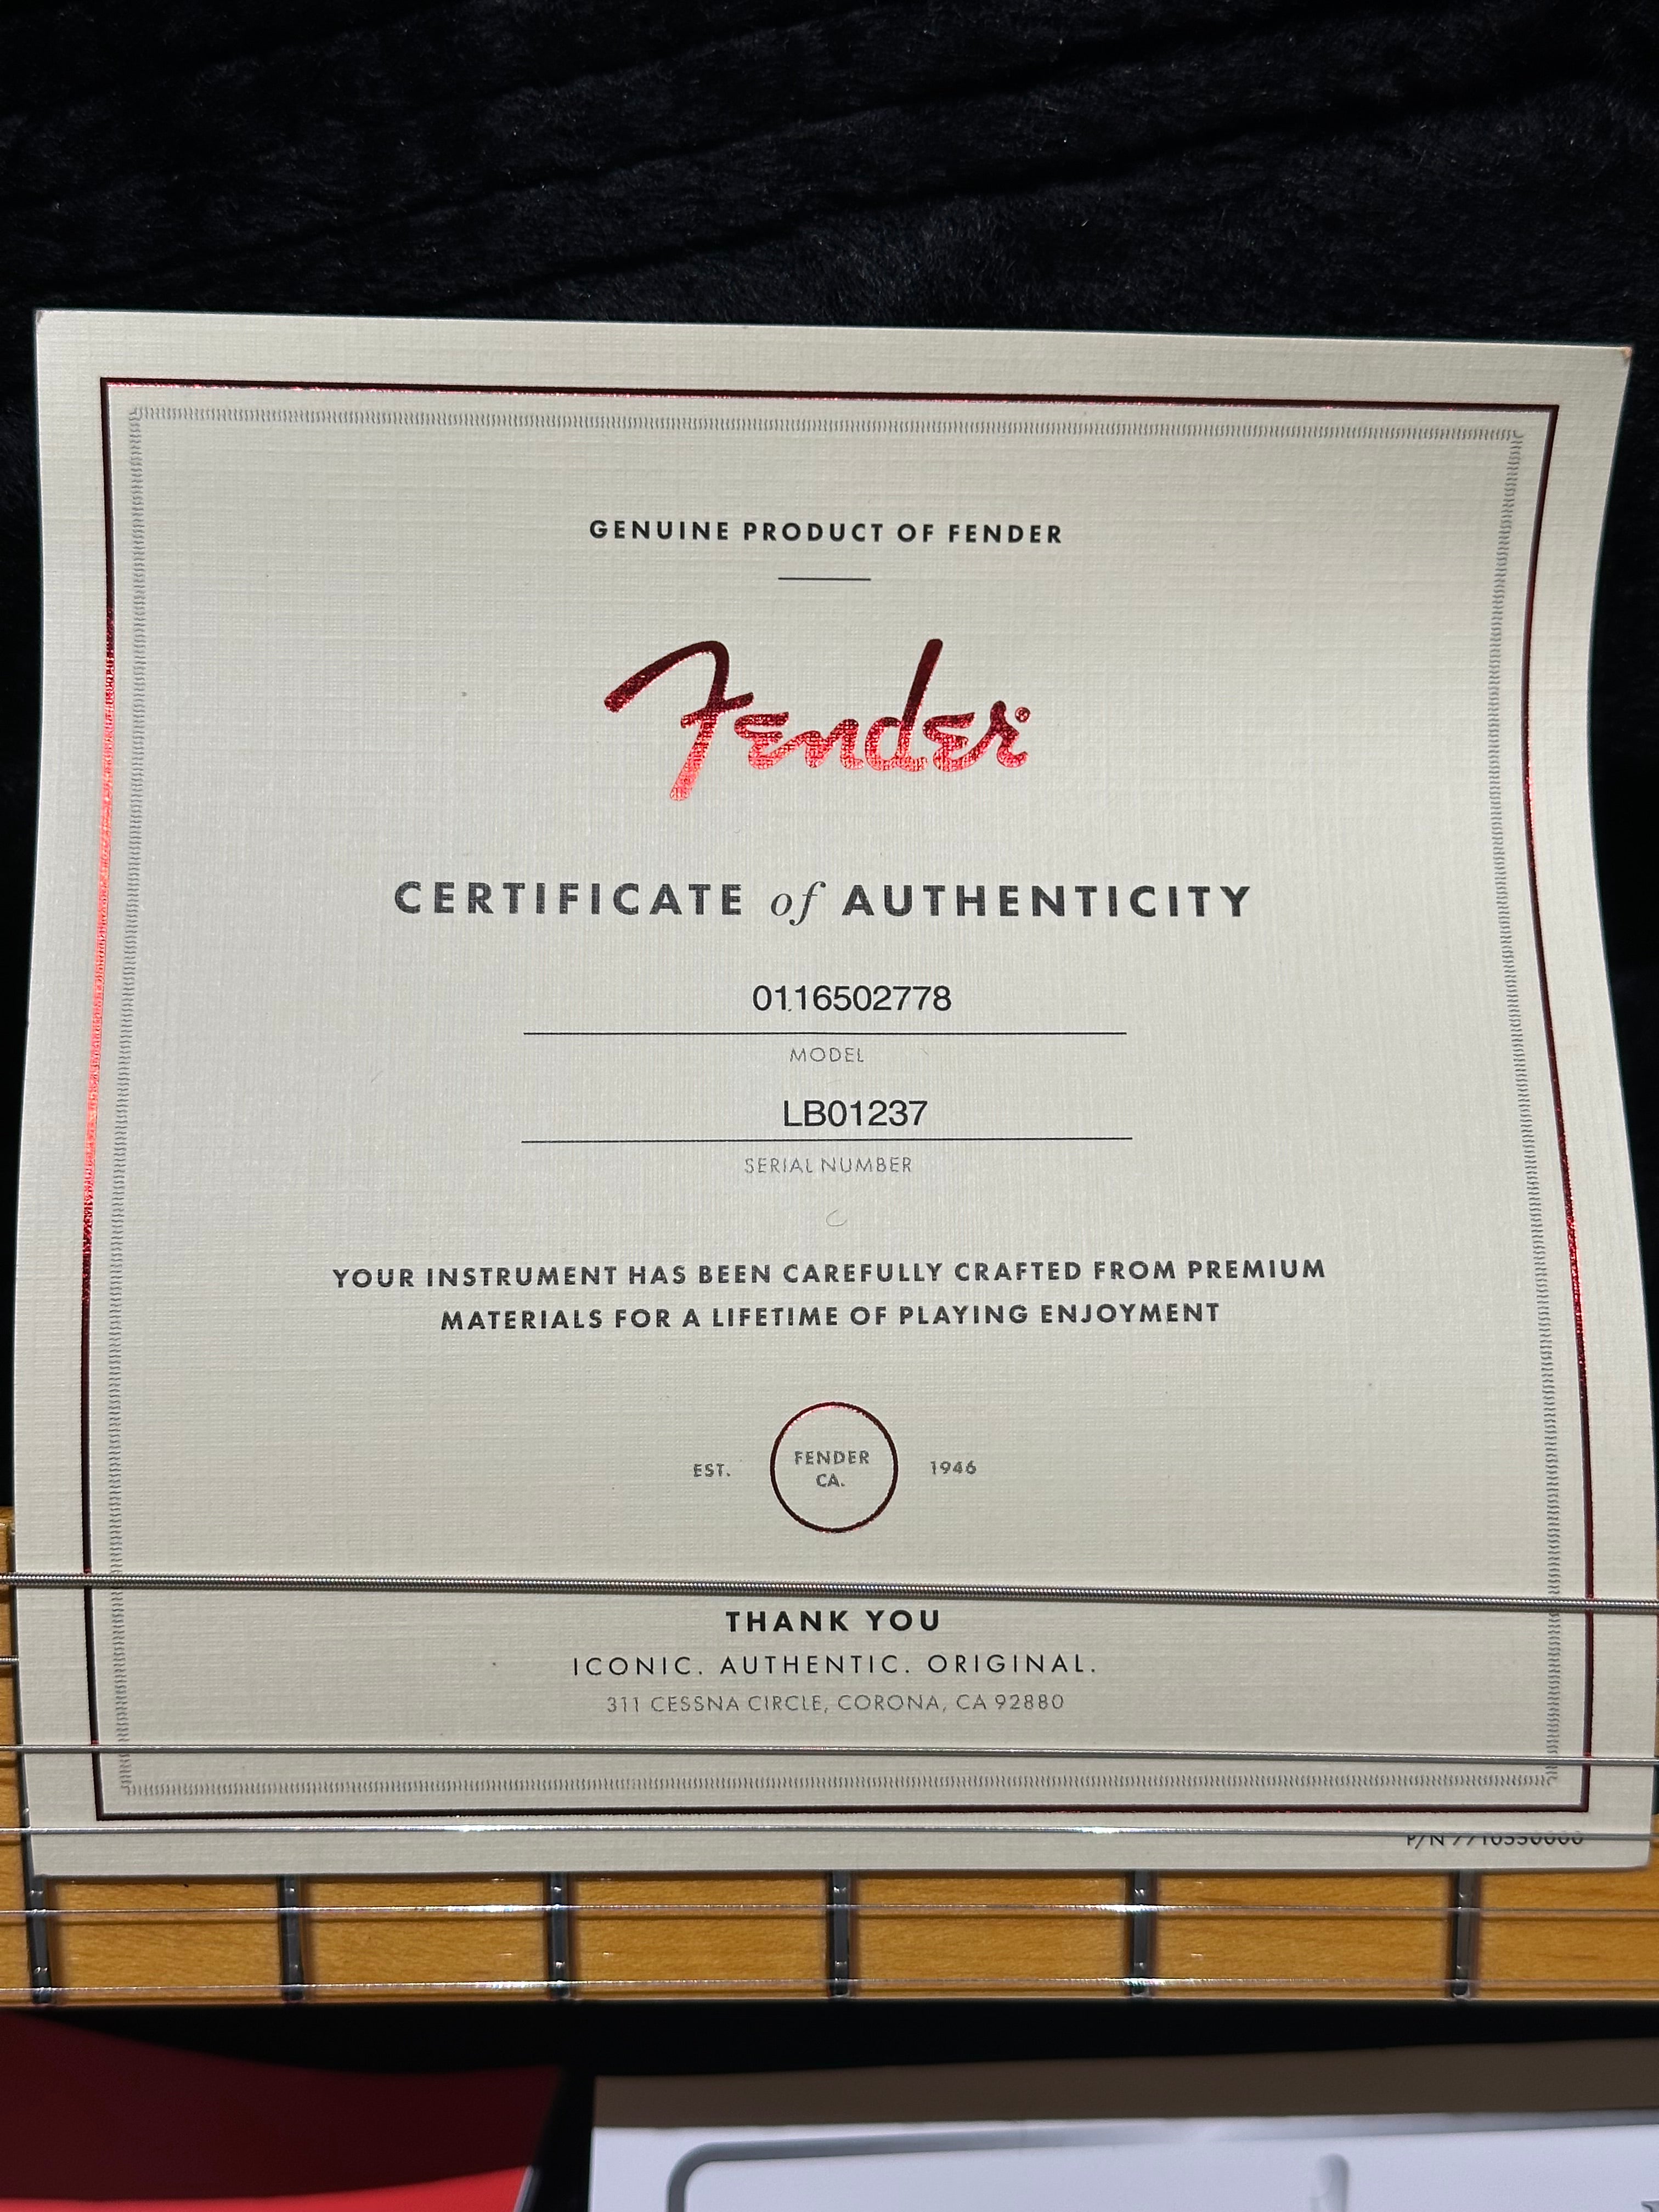 GENUINE PRODUCT OF FENDER
Fender®
CERTIFICATE of AUTHENTICITY
0116502778
MODEL
LB01237
SERIAL NUMBER
YOUR INSTRUMENT HAS BEEN CAREFULLY CRAFTED FROM PREMIUM
MATERIALS FOR A LIFETIME OF PLAYING ENJOYMENT
EST. FENDER CA. 1946
THANK YOU
ICONIC. AUTHENTIC. ORIGINAL.
311 CESSNA CIRCLE, CORONA, CA 92880
P/N